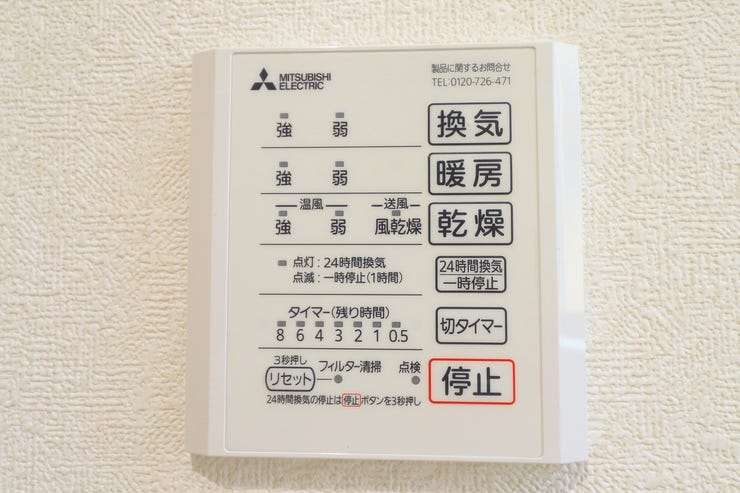 MITSUBISHI
ELECTRIC
製品に関するお問合せ
TEL:0120-726-471
強 弱 換気
強 弱 暖房
温風 送風
強 弱 風乾燥 乾燥
点灯:24時間換気
点滅:一時停止(1時間)
24時間換気
一時停止
タイマー(残り時間)
8 6 4 3 2 1 0.5
切タイマー
3秒押し
リセット フィルター清掃 点検
停止
24時間換気の停止は停止ボタンを3秒押し